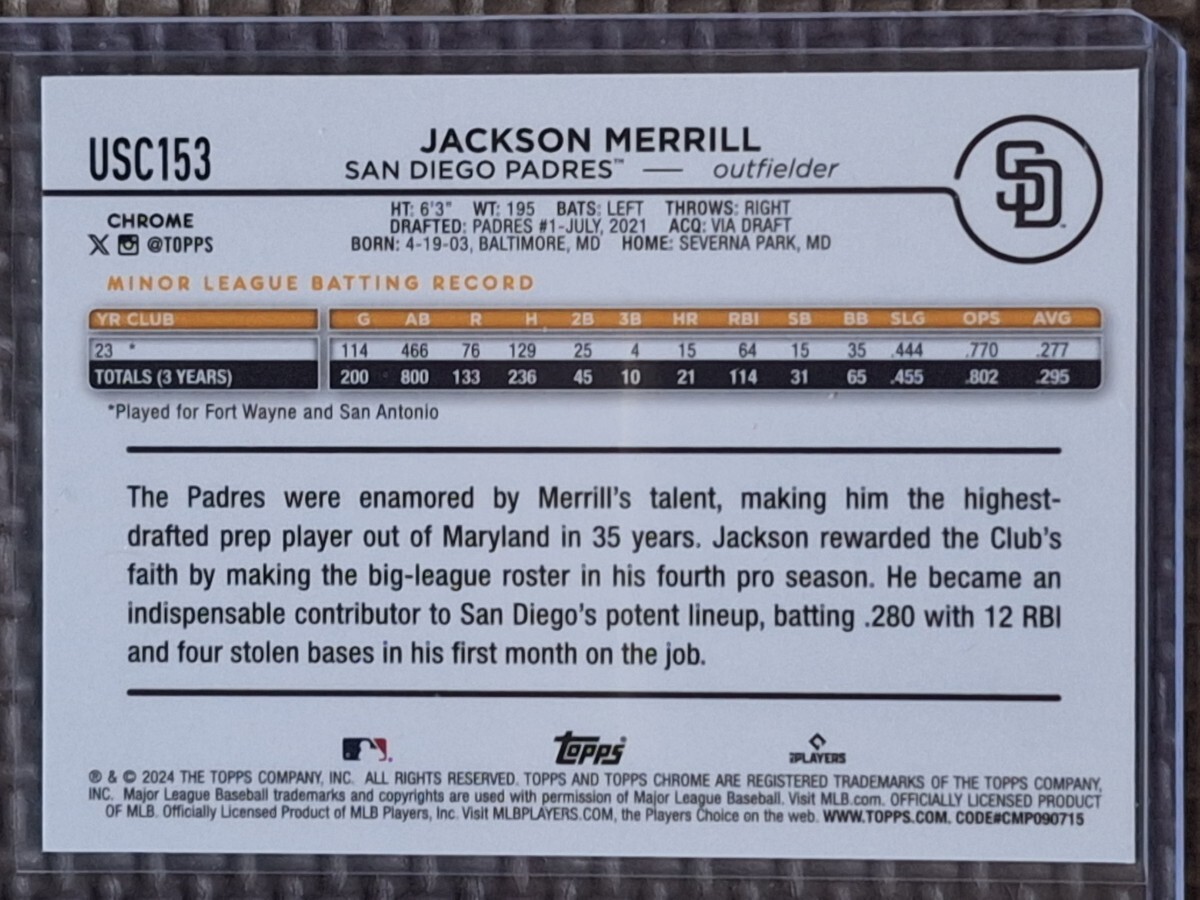 USC153
JACKSON MERRILL
SAN DIEGO PADRES™ — outfielder
SD
CHROME
@TOPPS
HT: 6'3" WT: 195 BATS: LEFT THROWS: RIGHT
DRAFTED: PADRES #1-JULY, 2021 ACQ: VIA DRAFT
BORN: 4-19-03, BALTIMORE, MD HOME: SEVERNA PARK, MD
MINOR LEAGUE BATTING RECORD
YR CLUB G AB R H 2B 3B HR RBI SB BB SLG OPS AVG
23 * 114 466 76 129 25 4 15 64 15 35 .444 .770 .277
TOTALS (3 YEARS) 200 800 133 236 45 10 21 114 31 65 .455 .802 .295
*Played for Fort Wayne and San Antonio
The Padres were enamored by Merrill's talent, making him the highest-
drafted prep player out of Maryland in 35 years. Jackson rewarded the Club's
faith by making the big-league roster in his fourth pro season. He became an
indispensable contributor to San Diego's potent lineup, batting .280 with 12 RBI
and four stolen bases in his first month on the job.
Topps PLAYERS
® & © 2024 THE TOPPS COMPANY, INC. ALL RIGHTS RESERVED. TOPPS AND TOPPS CHROME ARE REGISTERED TRADEMARKS OF THE TOPPS COMPANY,
INC. Major League Baseball trademarks and copyrights are used with permission of Major League Baseball. Visit MLB.com. OFFICIALLY LICENSED PRODUCT
OF MLB. Officially Licensed Product of MLB Players, Inc. Visit MLBPLAYERS.COM, the Players Choice on the web. WWW.TOPPS.COM. CODE#CMP090715